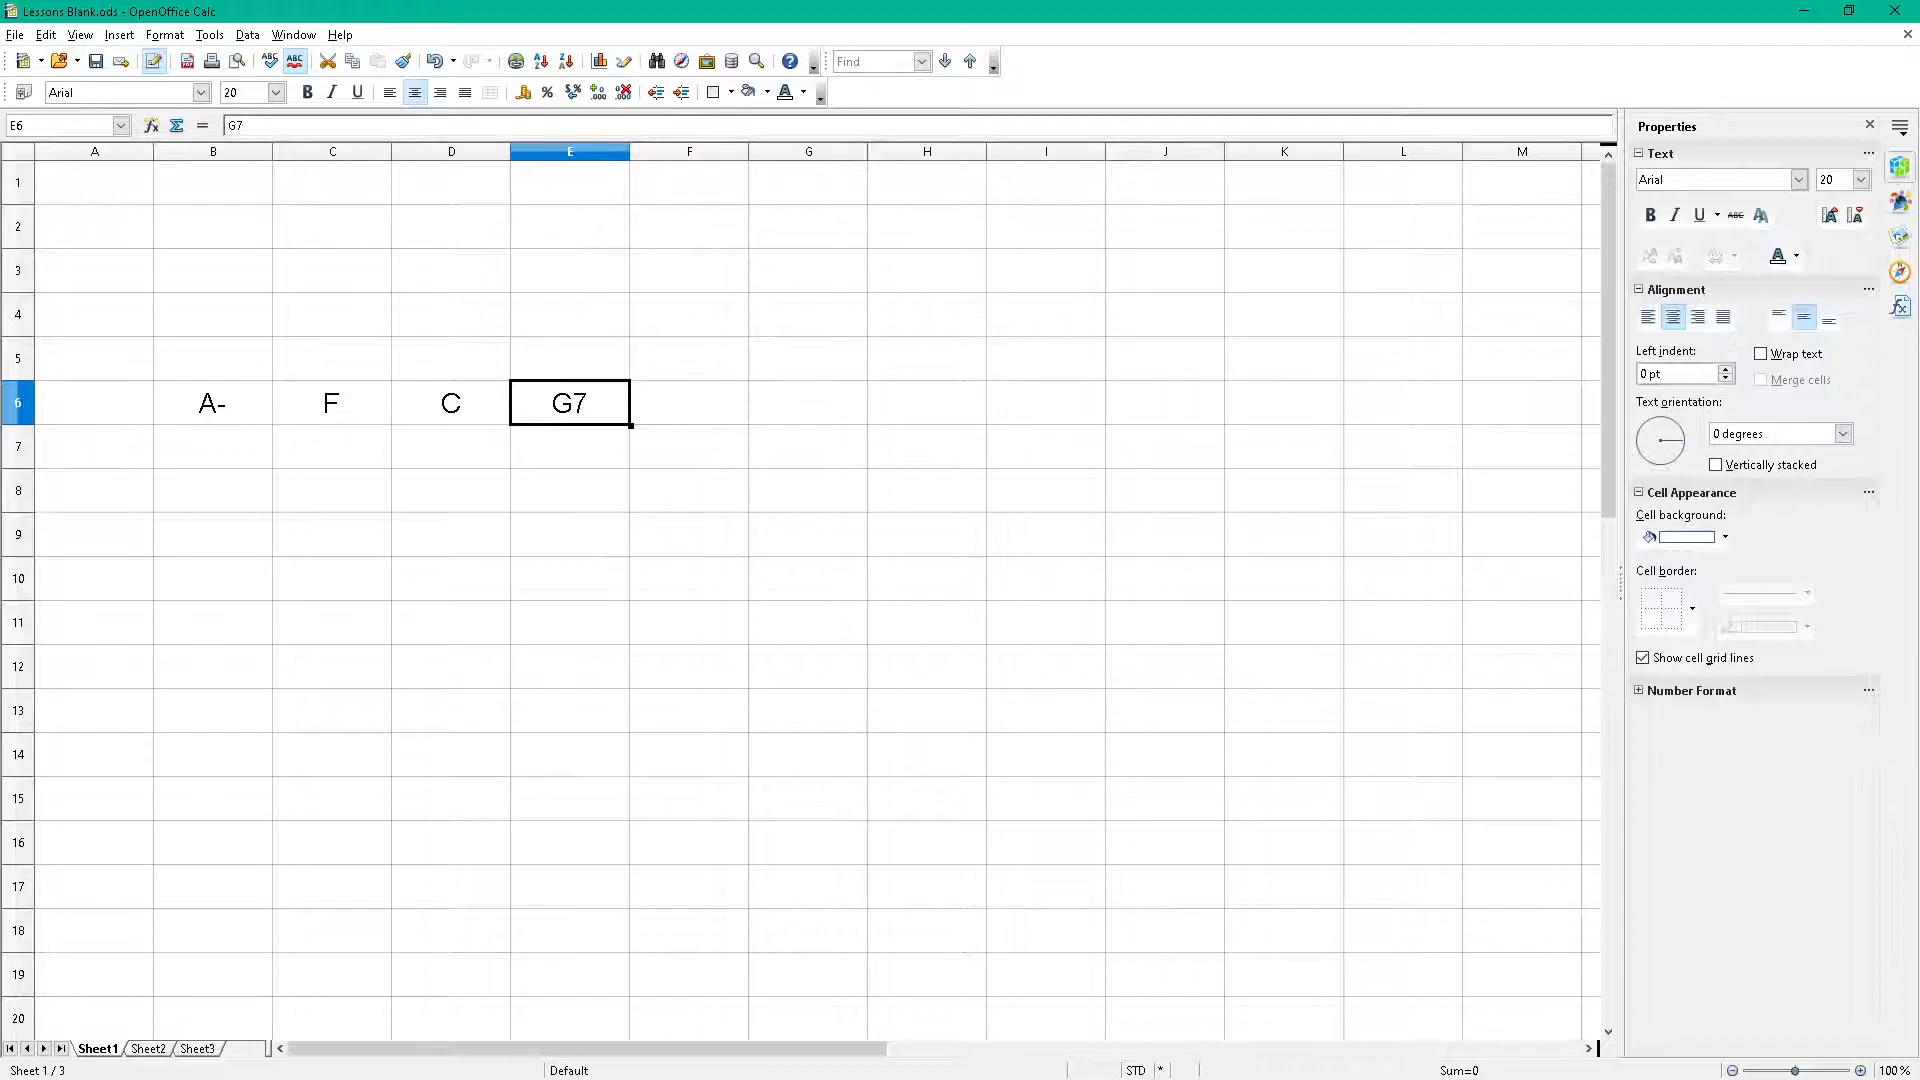 Lessons Blank.ods - OpenOffice Calc
File Edit View Insert Format Tools Data Window Help
Find
Arial 20
E6 G7
Properties
A B C D E F G H I J K L M
Text
Arial 20
Alignment
Left indent:
Wrap text
0 pt
Merge cells
Text orientation:
0 degrees
Vertically stacked
Cell Appearance
Cell background:
Cell border:
Show cell grid lines
Number Format
1
2
3
4
5
6 A- F C G7
7
8
9
10
11
12
13
14
15
16
17
18
19
20
Sheet1 Sheet2 Sheet3
Sheet 1 / 3 Default STD * Sum=0 100%